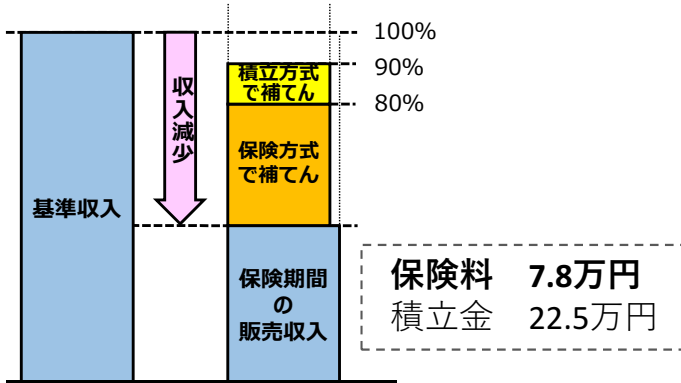 100%
90%
80%
積立方式
で補てん
収入減少
保険方式
で補てん
基準収入
保険期間
の
販売収入
保険料 7.8万円
積立金 22.5万円